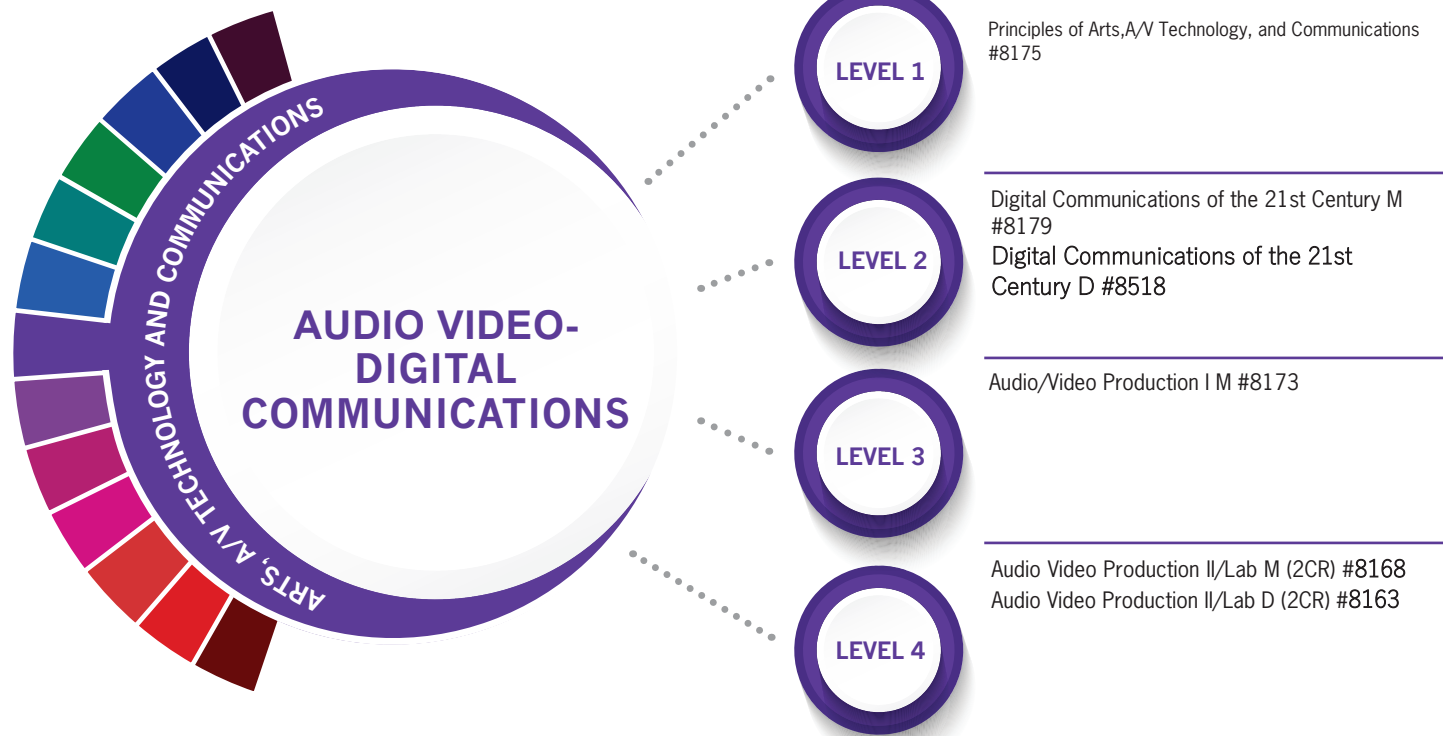 ARTS, A/V TECHNOLOGY AND COMMUNICATIONS
AUDIO VIDEO-
DIGITAL
COMMUNICATIONS
LEVEL 1
Principles of Arts,A/V Technology, and Communications
#8175
LEVEL 2
Digital Communications of the 21st Century M
#8179
Digital Communications of the 21st
Century D #8518
LEVEL 3
Audio/Video Production I M #8173
LEVEL 4
Audio Video Production II/Lab M (2CR) #8168
Audio Video Production II/Lab D (2CR) #8163